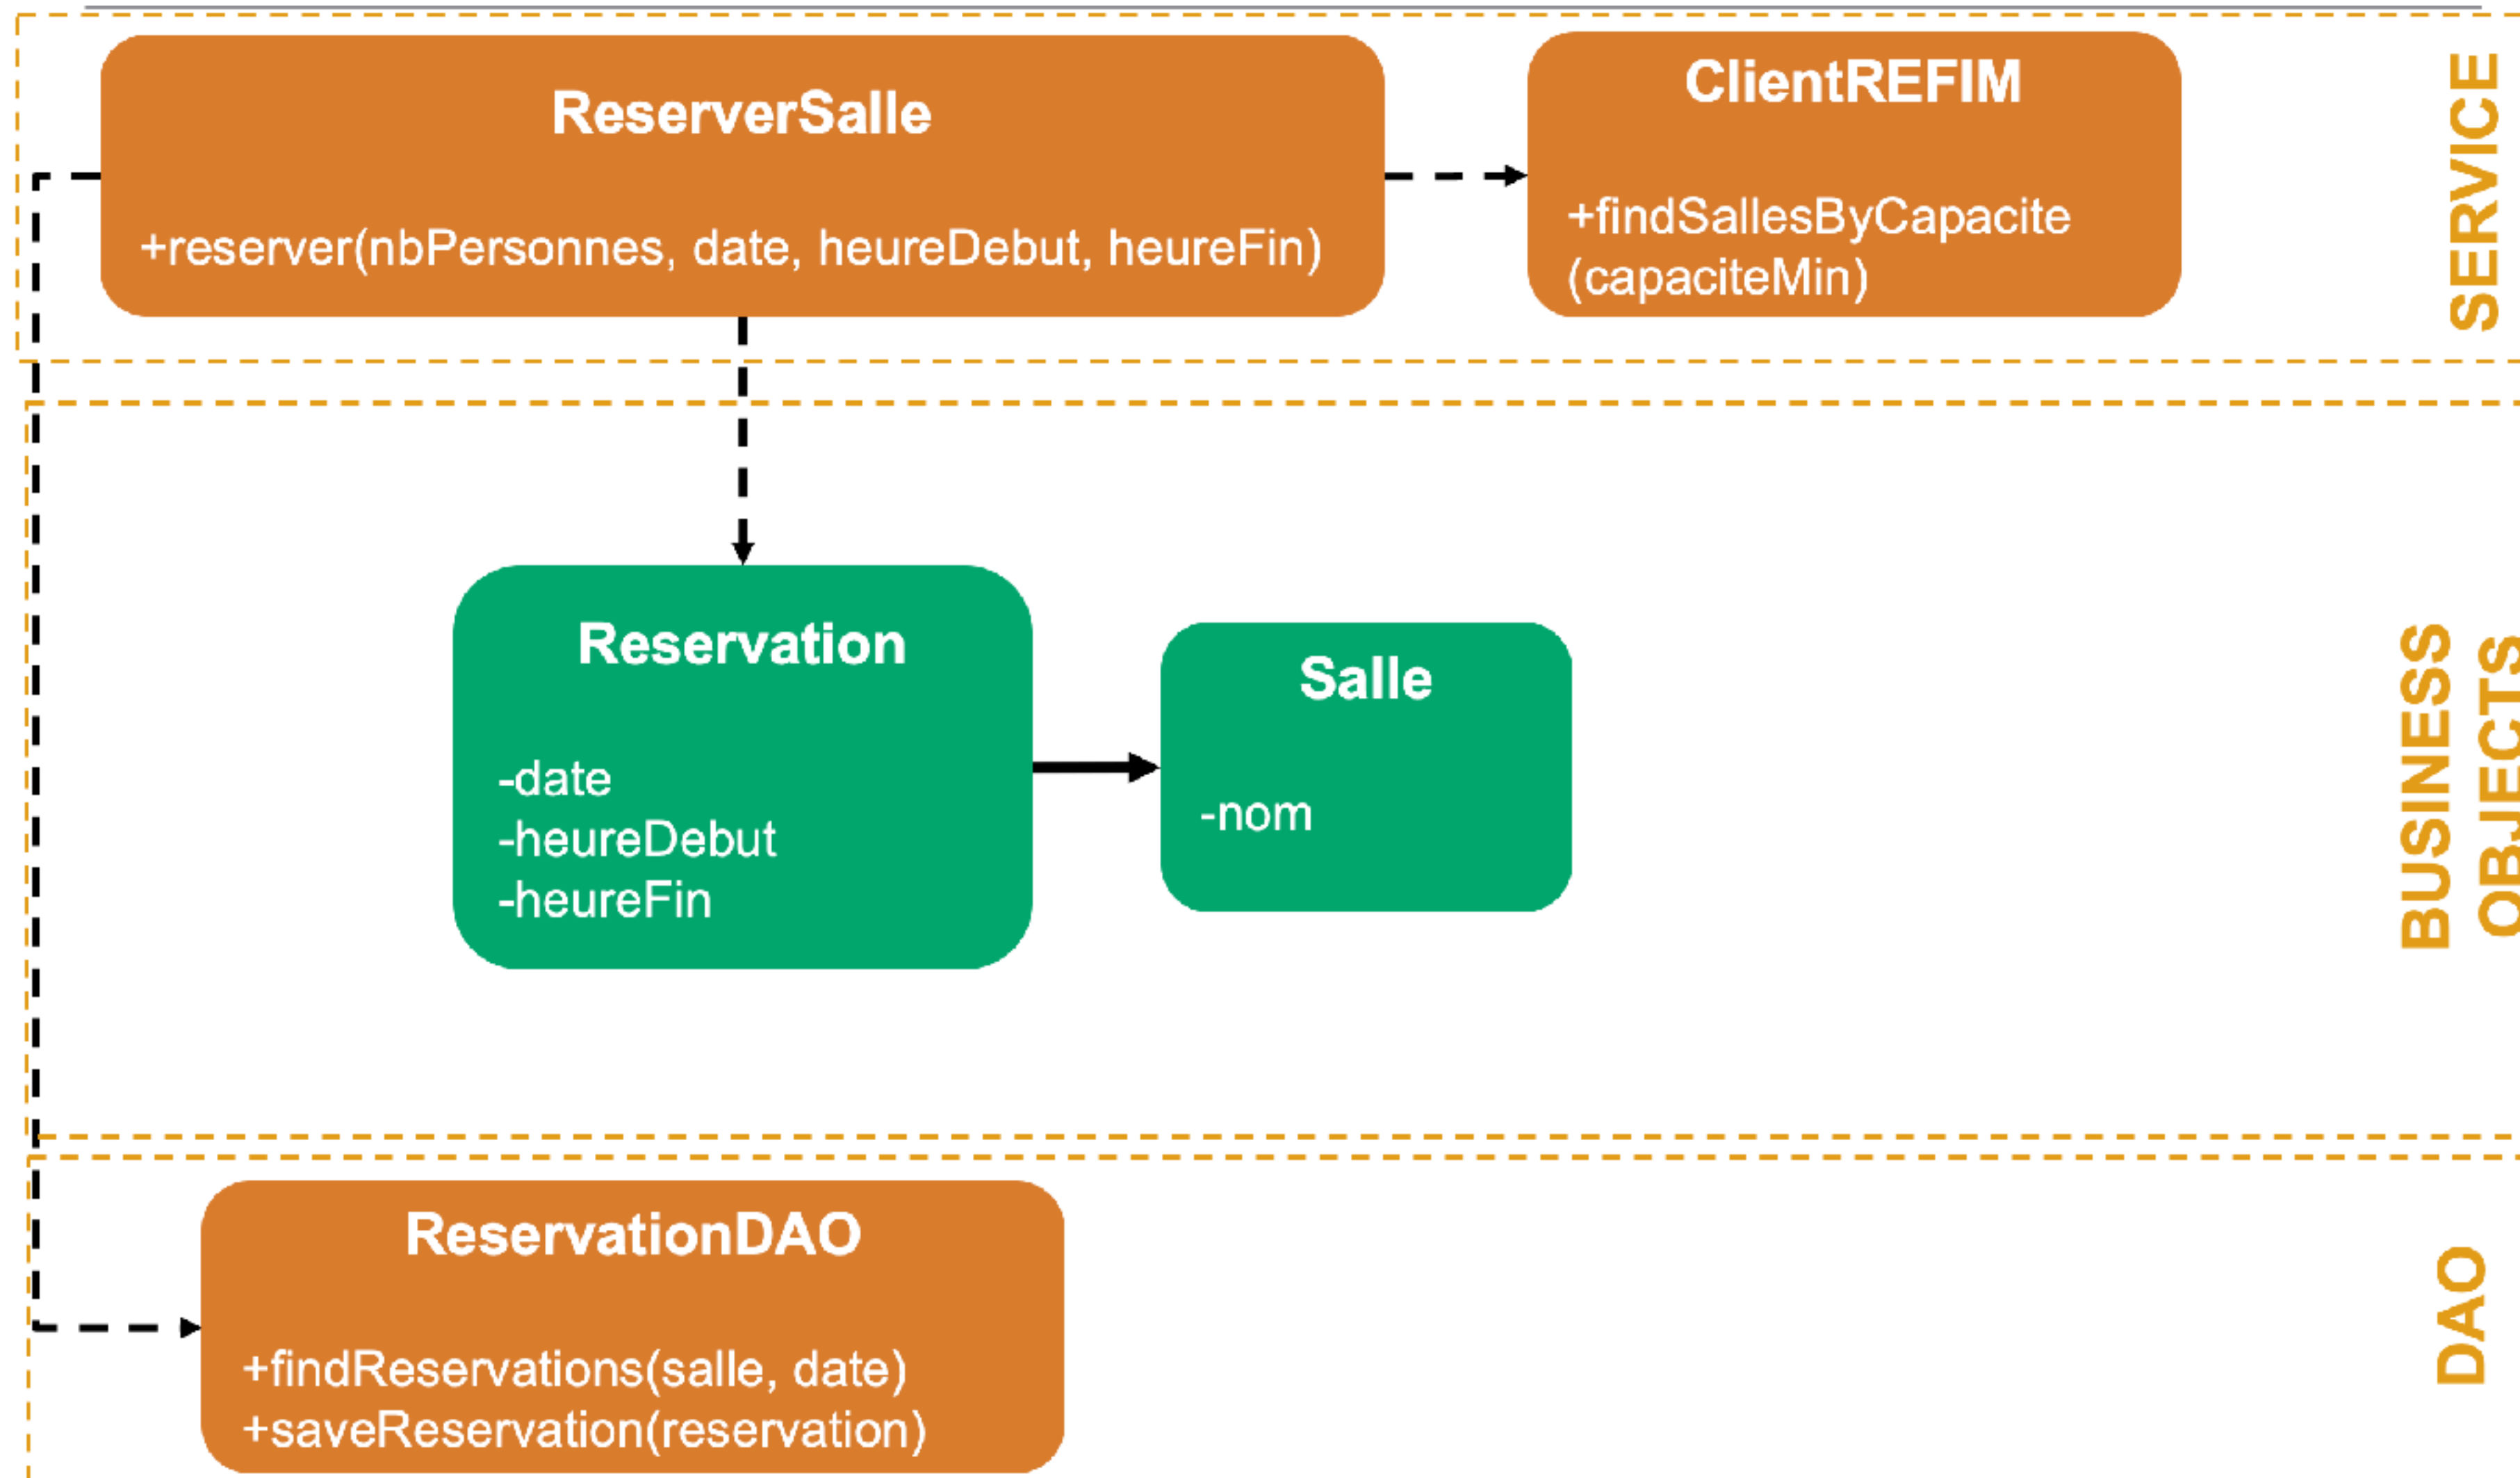 ReserverSalle
+reserver(nbPersonnes, date, heureDebut, heureFin)
ClientREFIM
+findSallesByCapacite
(capaciteMin)
SERVICE
Reservation
-date
-heureDebut
-heureFin
Salle
-nom
BUSINESS
OBJECTS
ReservationDAO
+findReservations(salle, date)
+saveReservation(reservation)
DAO